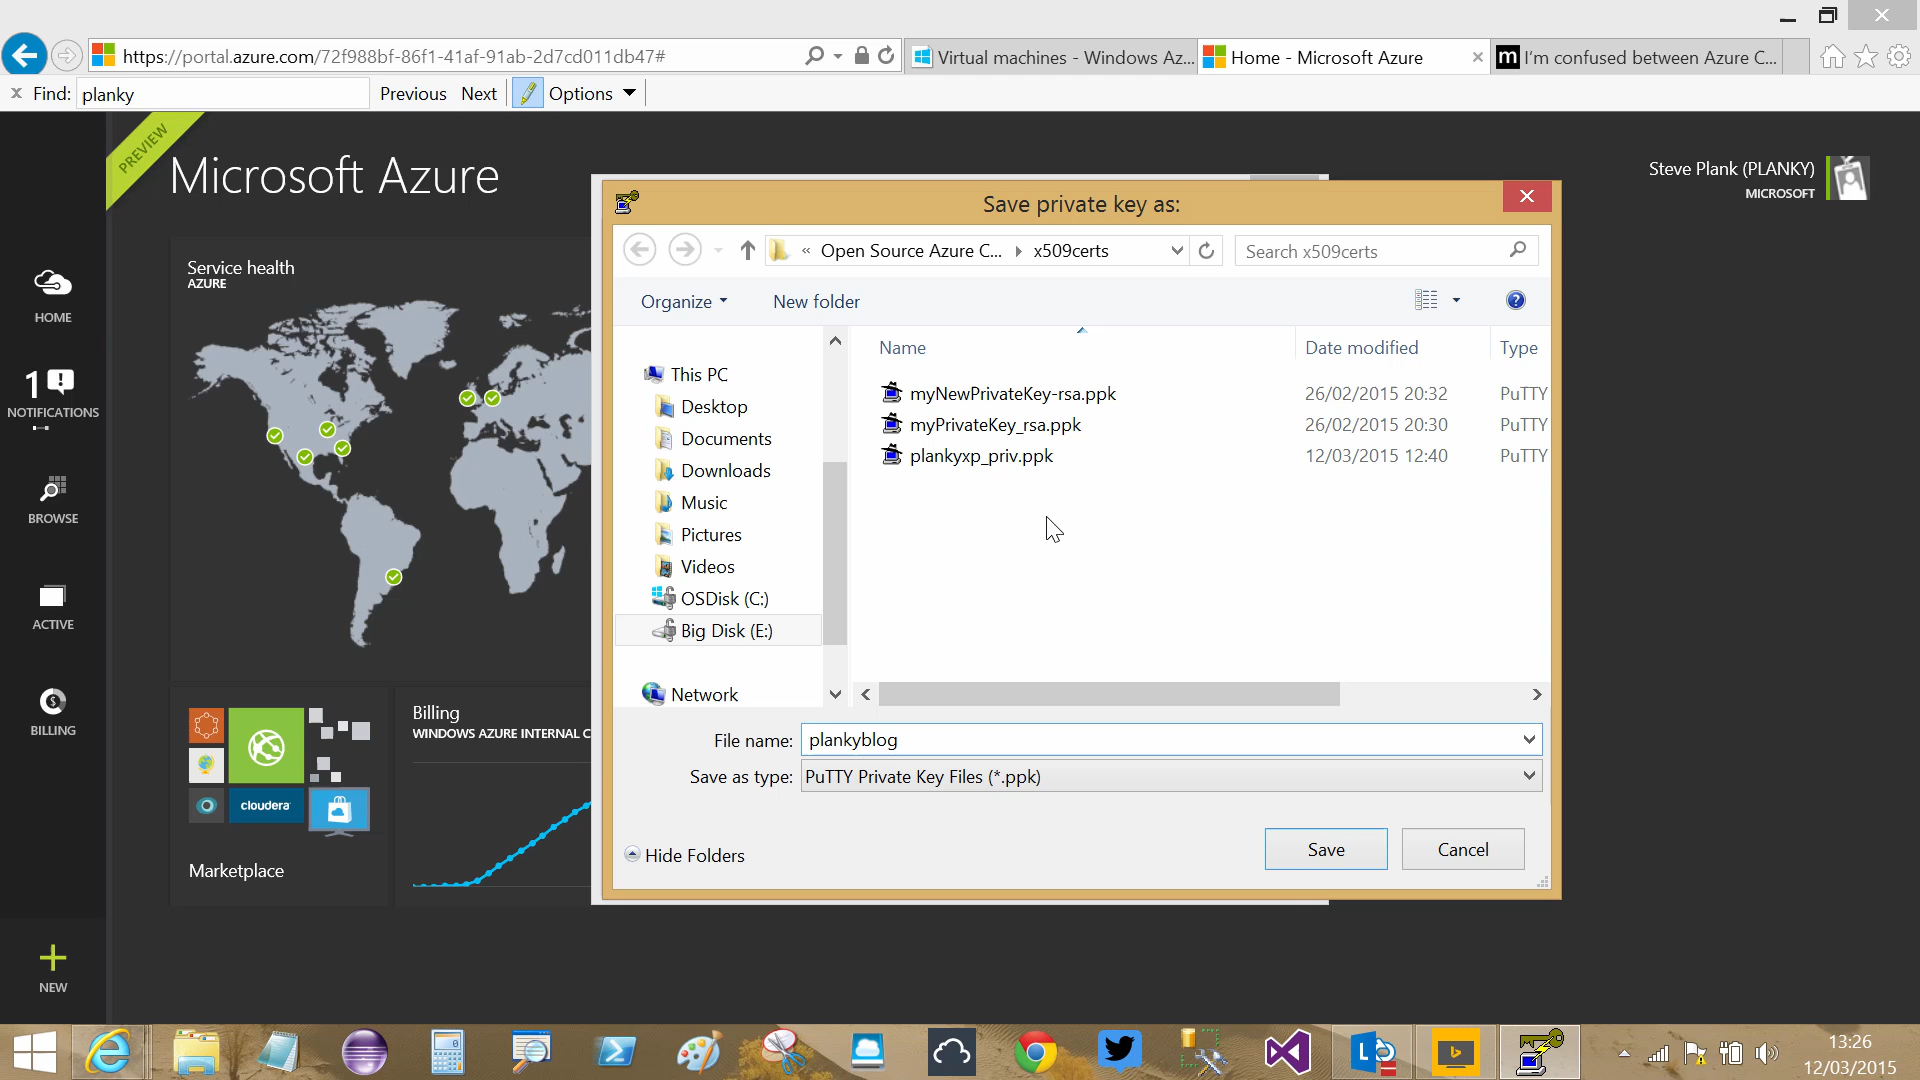 https://portal.azure.com/72f988bf-86f1-41af-91ab-2d7cd011db47#
Virtual machines - Windows Az...
Home - Microsoft Azure
m I'm confused between Azure C...
Find: planky
Previous
Next
Options
PREVIEW
Microsoft Azure
Steve Plank (PLANKY)
MICROSOFT
Service health
AZURE
HOME
1
NOTIFICATIONS
BROWSE
ACTIVE
BILLING
NEW
Billing
WINDOWS AZURE INTERNAL C
cloudera
Marketplace
Save private key as:
« Open Source Azure C... x509certs
Search x509certs
Organize
New folder
Name
Date modified
Type
This PC
Desktop
Documents
Downloads
Music
Pictures
Videos
OSDisk (C:)
Big Disk (E:)
Network
myNewPrivateKey-rsa.ppk 26/02/2015 20:32 PuTTY
myPrivateKey_rsa.ppk 26/02/2015 20:30 PuTTY
plankyxp_priv.ppk 12/03/2015 12:40 PuTTY
File name: plankyblog
Save as type: PuTTY Private Key Files (*.ppk)
Hide Folders
Save
Cancel
13:26
12/03/2015